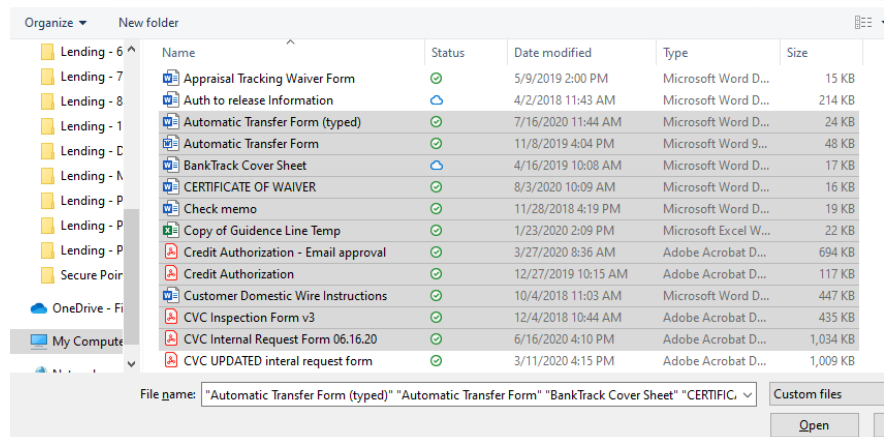 Organize New folder
Name Status Date modified Type Size
Lending - 6
Lending - 7
Lending - 8
Lending - 1
Lending - D
Lending - N
Lending - P
Lending - P
Lending - P
Secure Poin
OneDrive - Fi
My Compute
Appraisal Tracking Waiver Form 5/9/2019 2:00 PM Microsoft Word D... 15 KB
Auth to release Information 4/2/2018 11:43 AM Microsoft Word D... 214 KB
Automatic Transfer Form (typed) 7/16/2020 11:44 AM Microsoft Word D... 24 KB
Automatic Transfer Form 11/8/2019 4:04 PM Microsoft Word 9... 48 KB
BankTrack Cover Sheet 4/16/2019 10:08 AM Microsoft Word D... 17 KB
CERTIFICATE OF WAIVER 8/3/2020 10:09 AM Microsoft Word D... 16 KB
Check memo 11/28/2018 4:19 PM Microsoft Word D... 19 KB
Copy of Guidence Line Temp 1/23/2020 2:09 PM Microsoft Excel W... 22 KB
Credit Authorization - Email approval 3/27/2020 8:36 AM Adobe Acrobat D... 694 KB
Credit Authorization 12/27/2019 10:15 AM Adobe Acrobat D... 117 KB
Customer Domestic Wire Instructions 10/4/2018 11:03 AM Microsoft Word D... 447 KB
CVC Inspection Form v3 12/4/2018 10:44 AM Adobe Acrobat D... 435 KB
CVC Internal Request Form 06.16.20 6/16/2020 4:10 PM Adobe Acrobat D... 1,034 KB
CVC UPDATED interal request form 3/11/2020 4:15 PM Adobe Acrobat D... 1,009 KB
File name: "Automatic Transfer Form (typed)" "Automatic Transfer Form" "BankTrack Cover Sheet" "CERTIFIC Custom files
Open